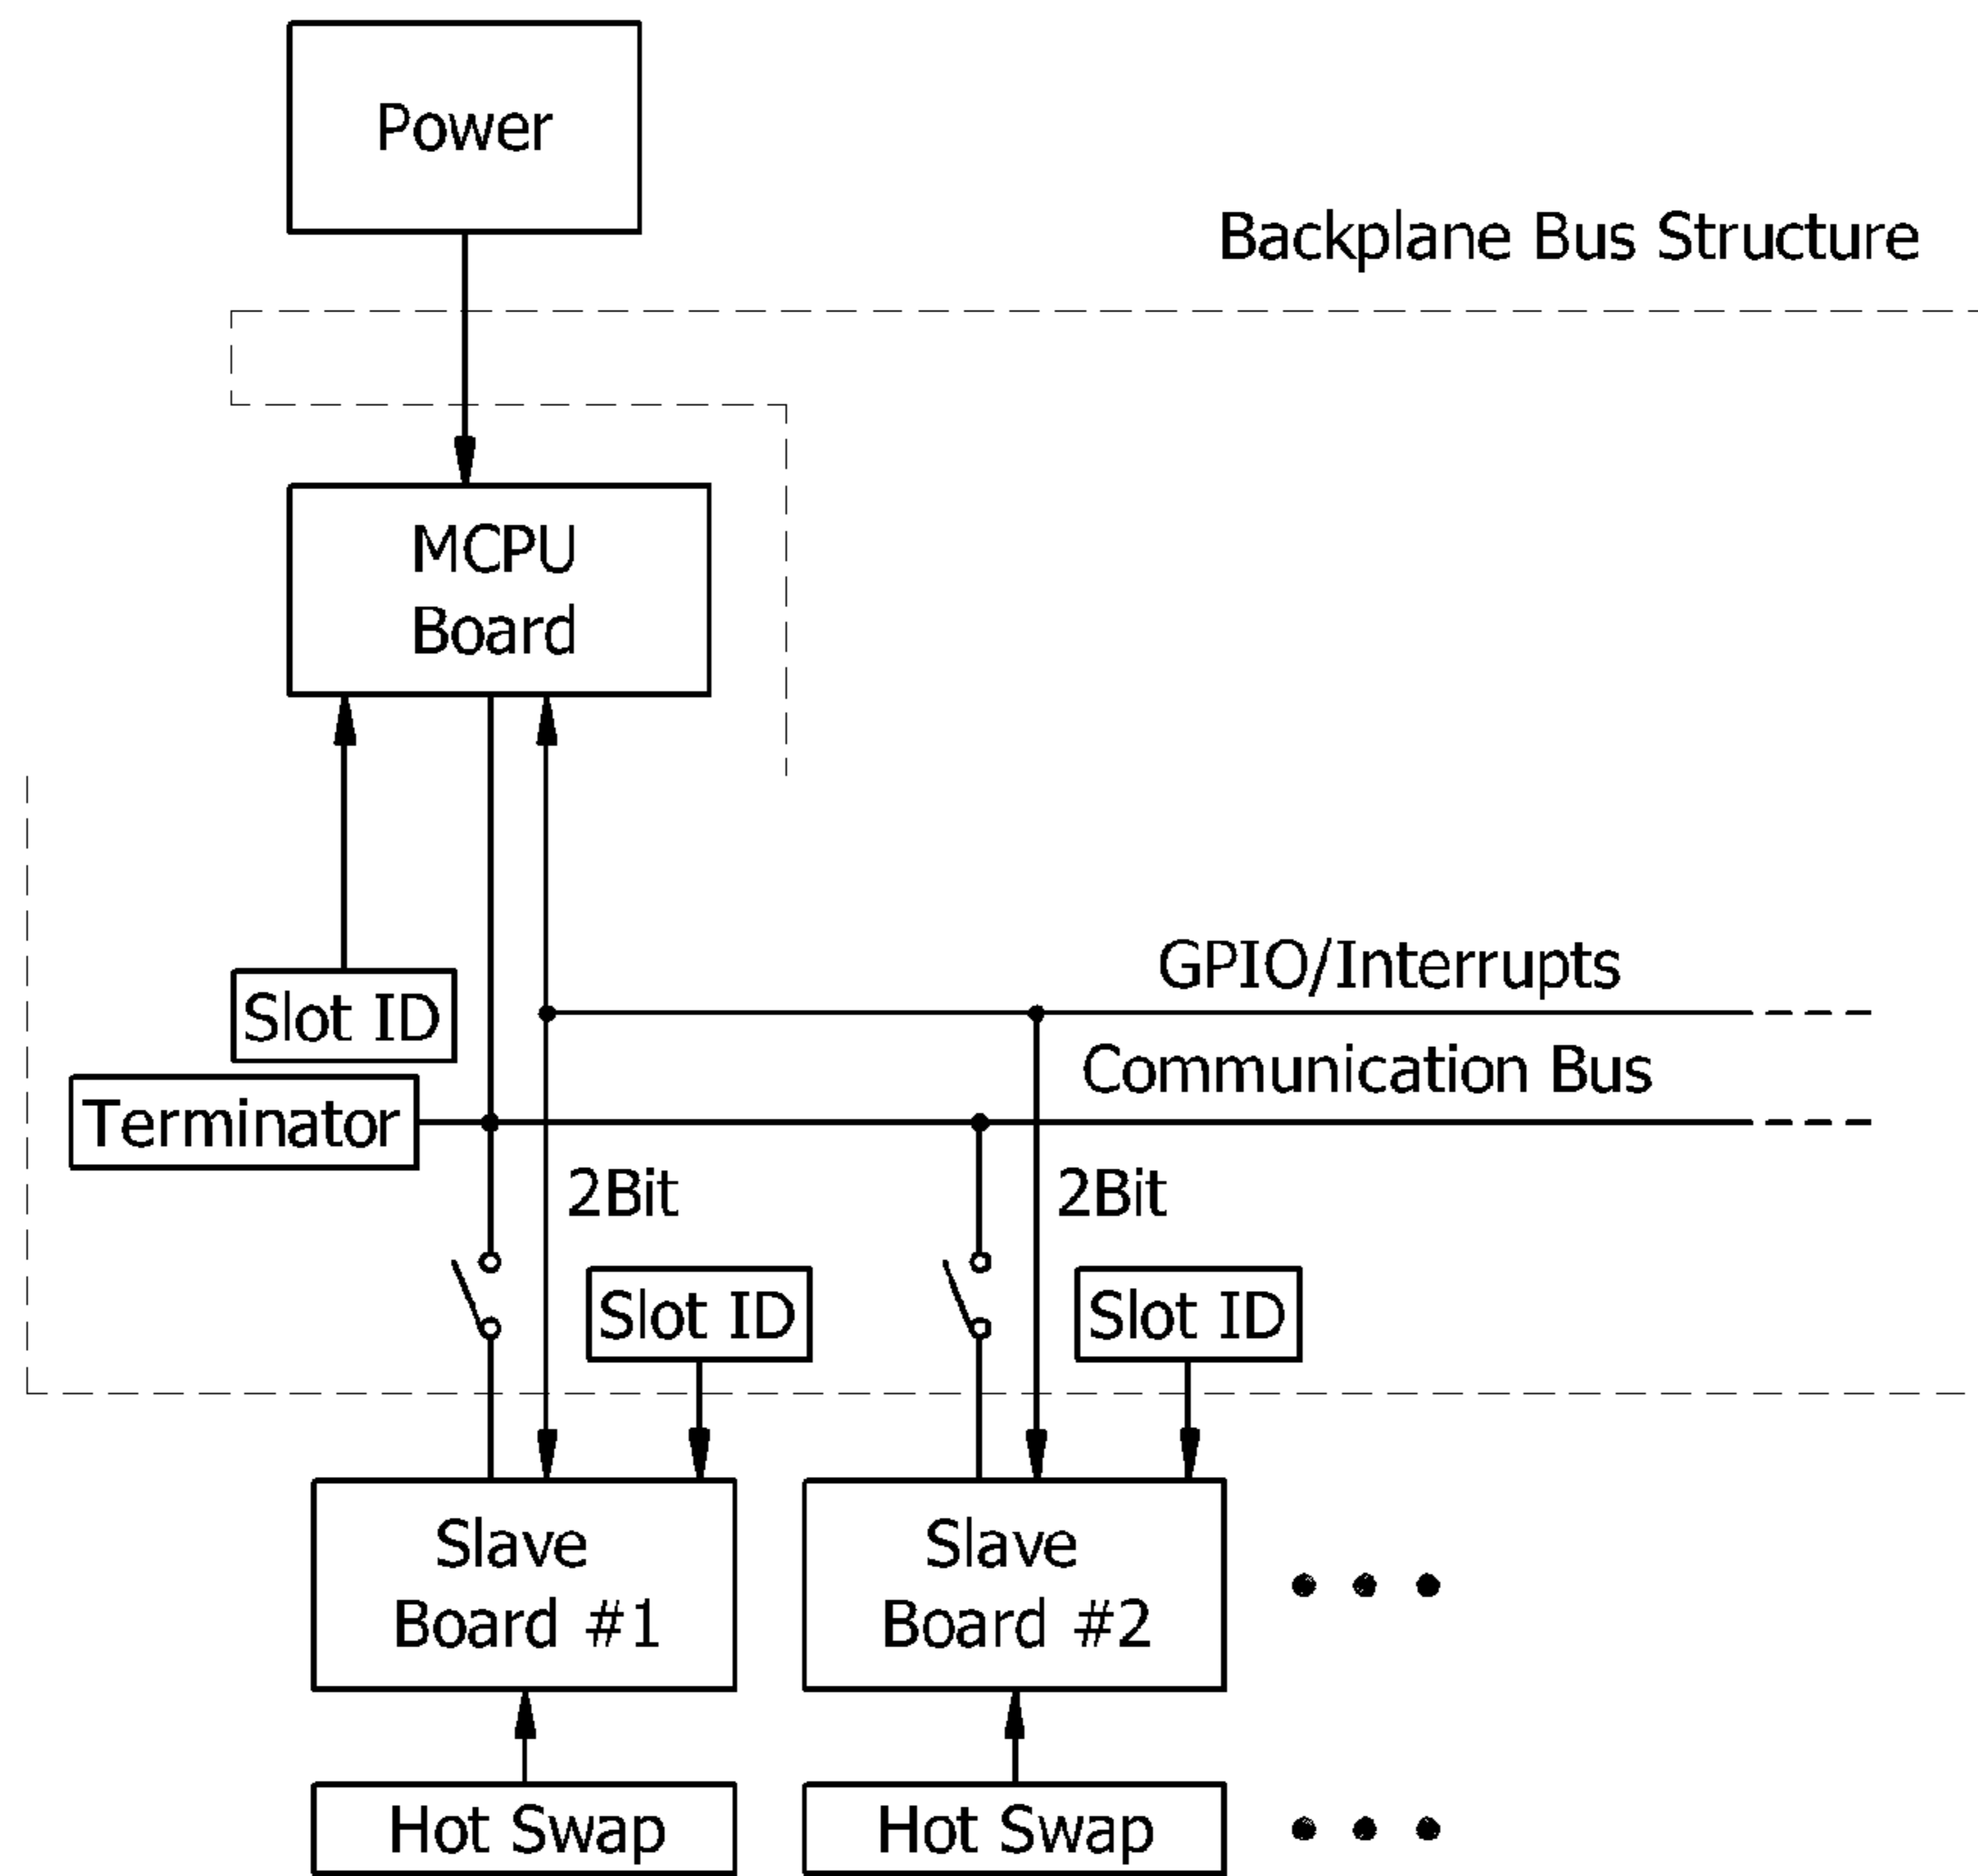 Power
Backplane Bus Structure
MCPU
Board
GPIO/Interrupts
Slot ID
Communication Bus
Terminator
2Bit
2Bit
Slot ID
Slot ID
Slave
Board #1
Slave
Board #2
Hot Swap
Hot Swap